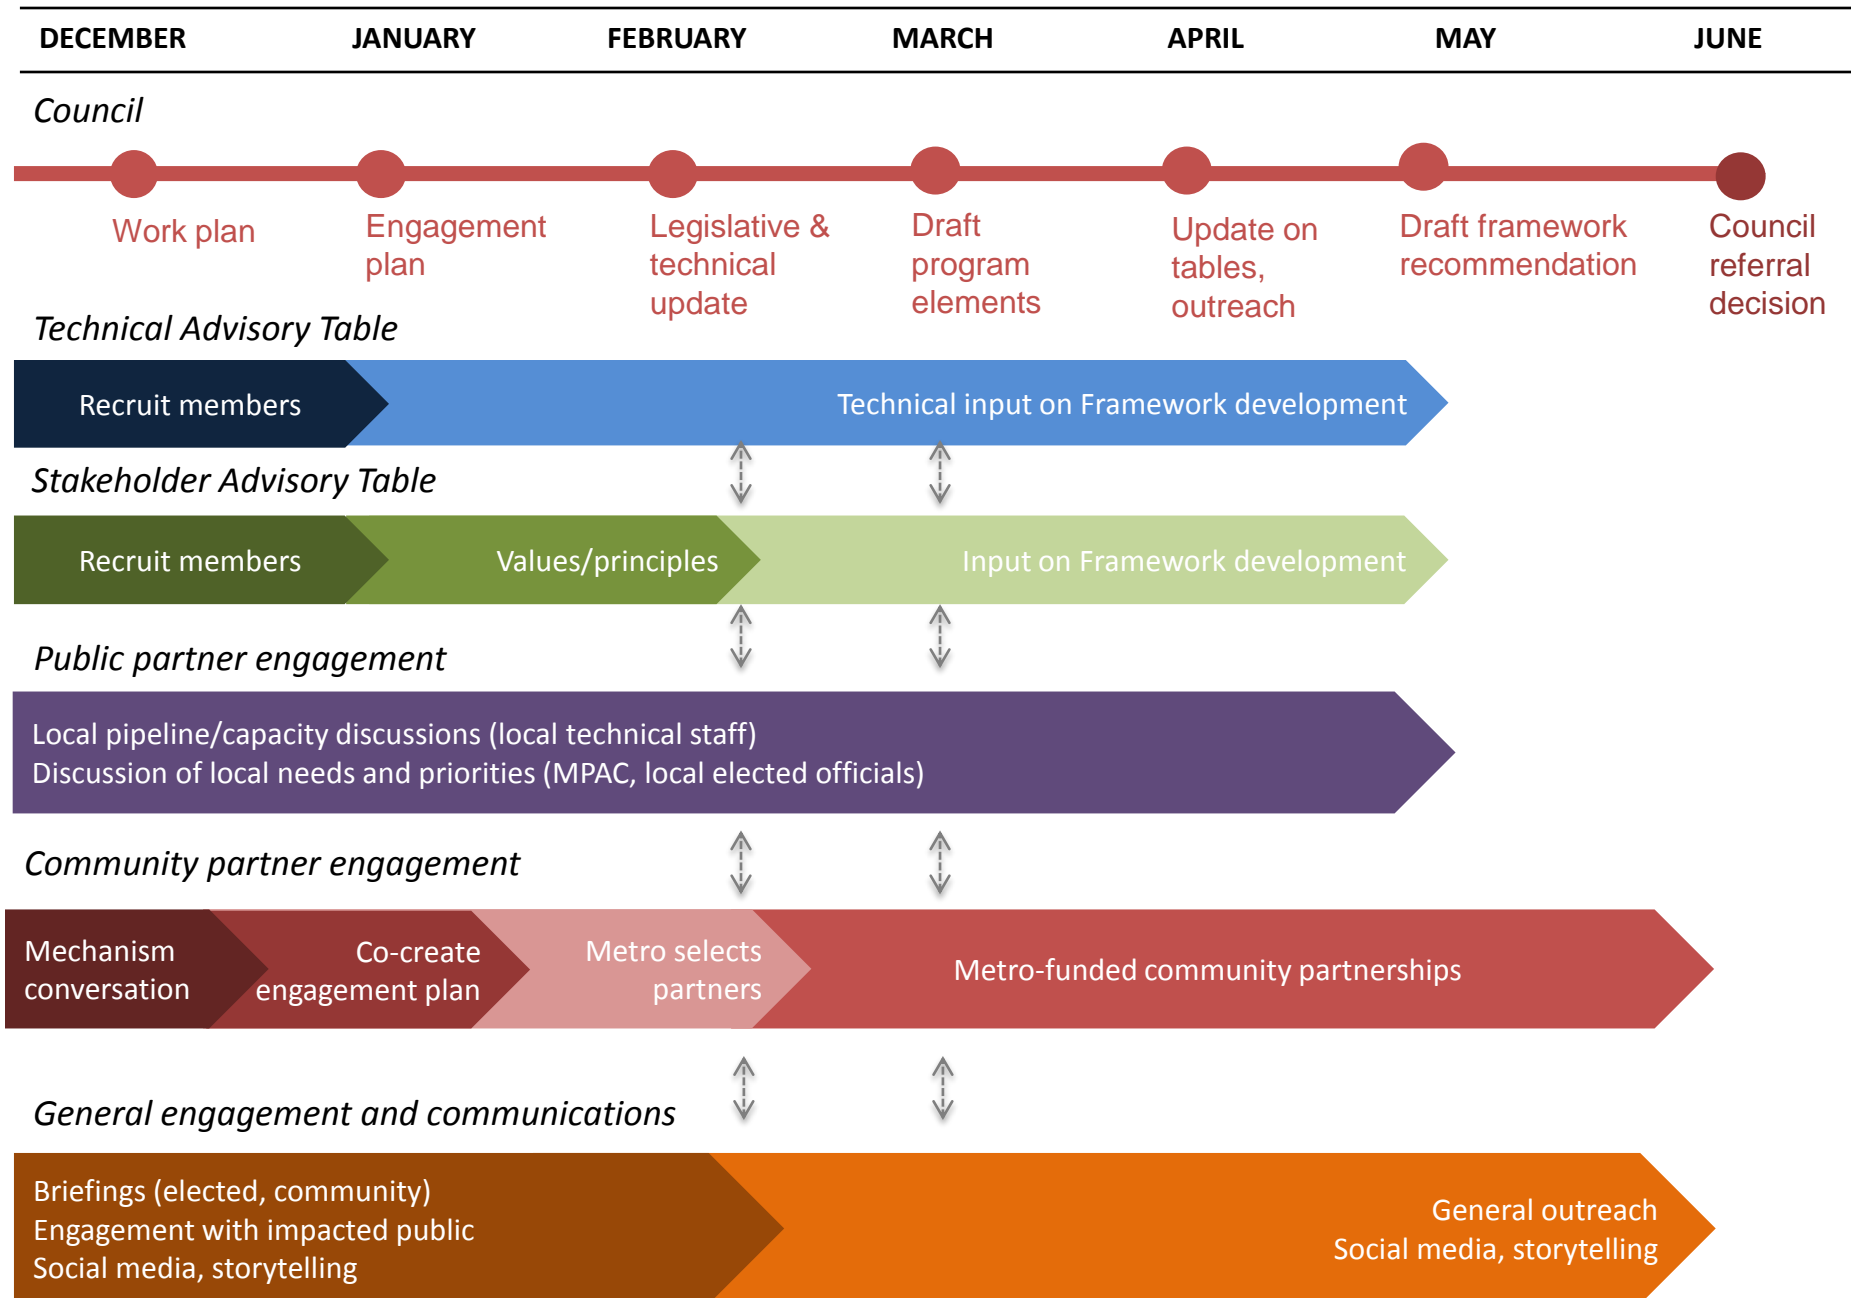 DECEMBER JANUARY FEBRUARY MARCH APRIL MAY JUNE
Council
Work plan
Engagement
plan
Legislative &
technical
update
Draft
program
elements
Update on
tables,
outreach
Draft framework
recommendation
Council
referral
decision
Technical Advisory Table
Recruit members
Technical input on Framework development
Stakeholder Advisory Table
Recruit members
Values/principles
Input on Framework development
Public partner engagement
Local pipeline/capacity discussions (local technical staff)
Discussion of local needs and priorities (MPAC, local elected officials)
Community partner engagement
Mechanism
conversation
Co-create
engagement plan
Metro selects
partners
Metro-funded community partnerships
General engagement and communications
Briefings (elected, community)
Engagement with impacted public
Social media, storytelling
General outreach
Social media, storytelling